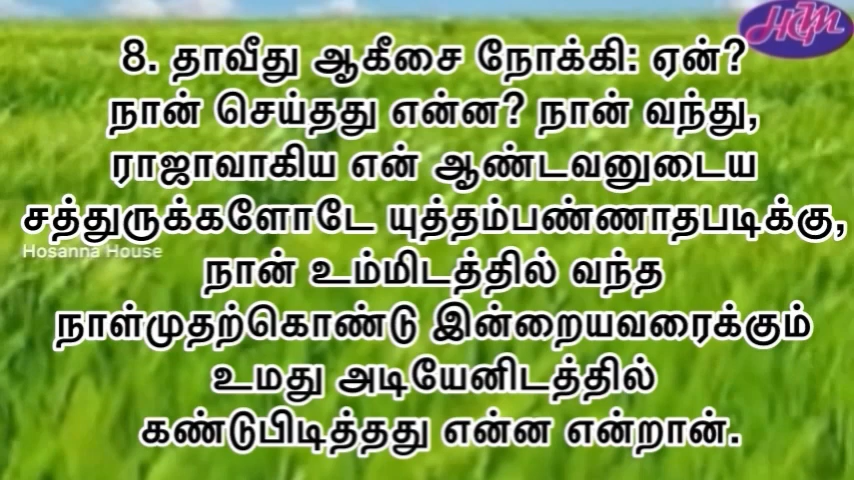 HCM
8. தாவீது ஆகீசை நோக்கி: ஏன்?
நான் செய்தது என்ன? நான் வந்து,
ராஜாவாகிய என் ஆண்டவனுடைய
சத்துருக்களோடே யுத்தம்பண்ணாதபடிக்கு,
Hosanna House
நான் உம்மிடத்தில் வந்த
நாள்முதற்கொண்டு இன்றையவரைக்கும்
உமது அடியேனிடத்தில்
கண்டுபிடித்தது என்ன என்றான்.